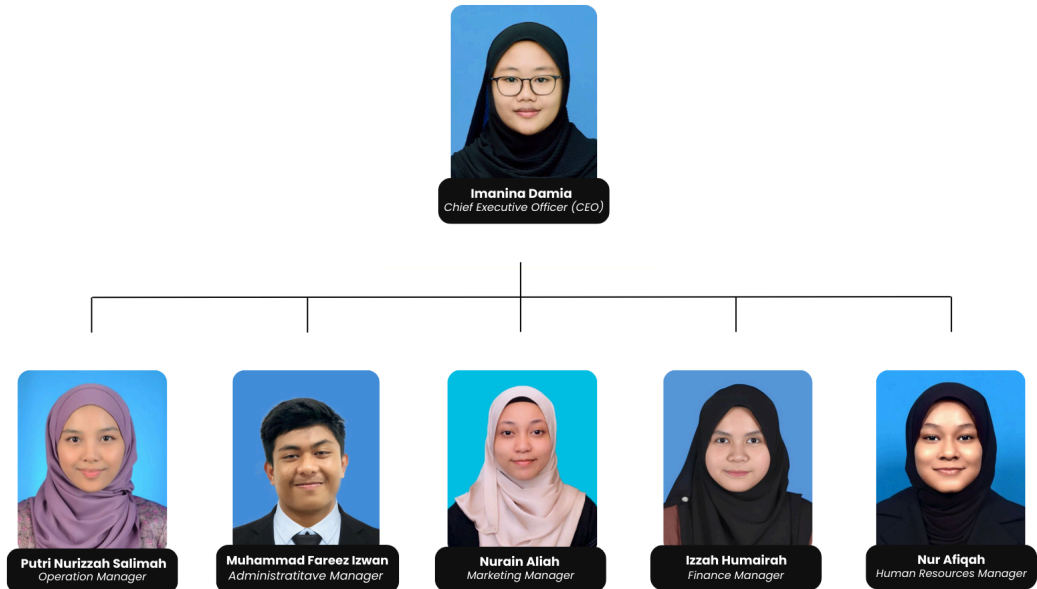 Imanina Damia
Chief Executive Officer (CEO)
Putri Nurizzah Salimah
Operation Manager
Muhammad Fareez Izwan
Administratitave Manager
Nurain Aliah
Marketing Manager
Izzah Humairah
Finance Manager
Nur Afiqah
Human Resources Manager